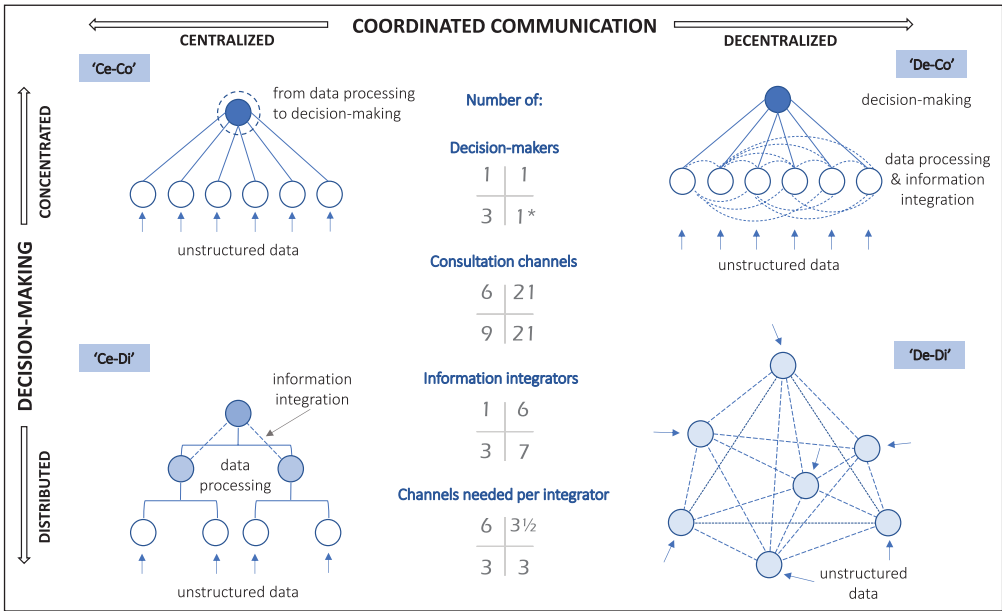 COORDINATED COMMUNICATION
CENTRALIZED
DECENTRALIZED
DECISION-MAKING
CONCENTRATED
DISTRIBUTED
'Ce-Co'
from data processing
to decision-making
unstructured data
Number of:
Decision-makers
1 1
3 1*
Consultation channels
6 21
9 21
Information integrators
1 6
3 7
Channels needed per integrator
6 3½
3 3
'De-Co'
decision-making
data processing
& information
integration
unstructured data
'Ce-Di'
information
integration
data
processing
unstructured data
'De-Di'
unstructured
data